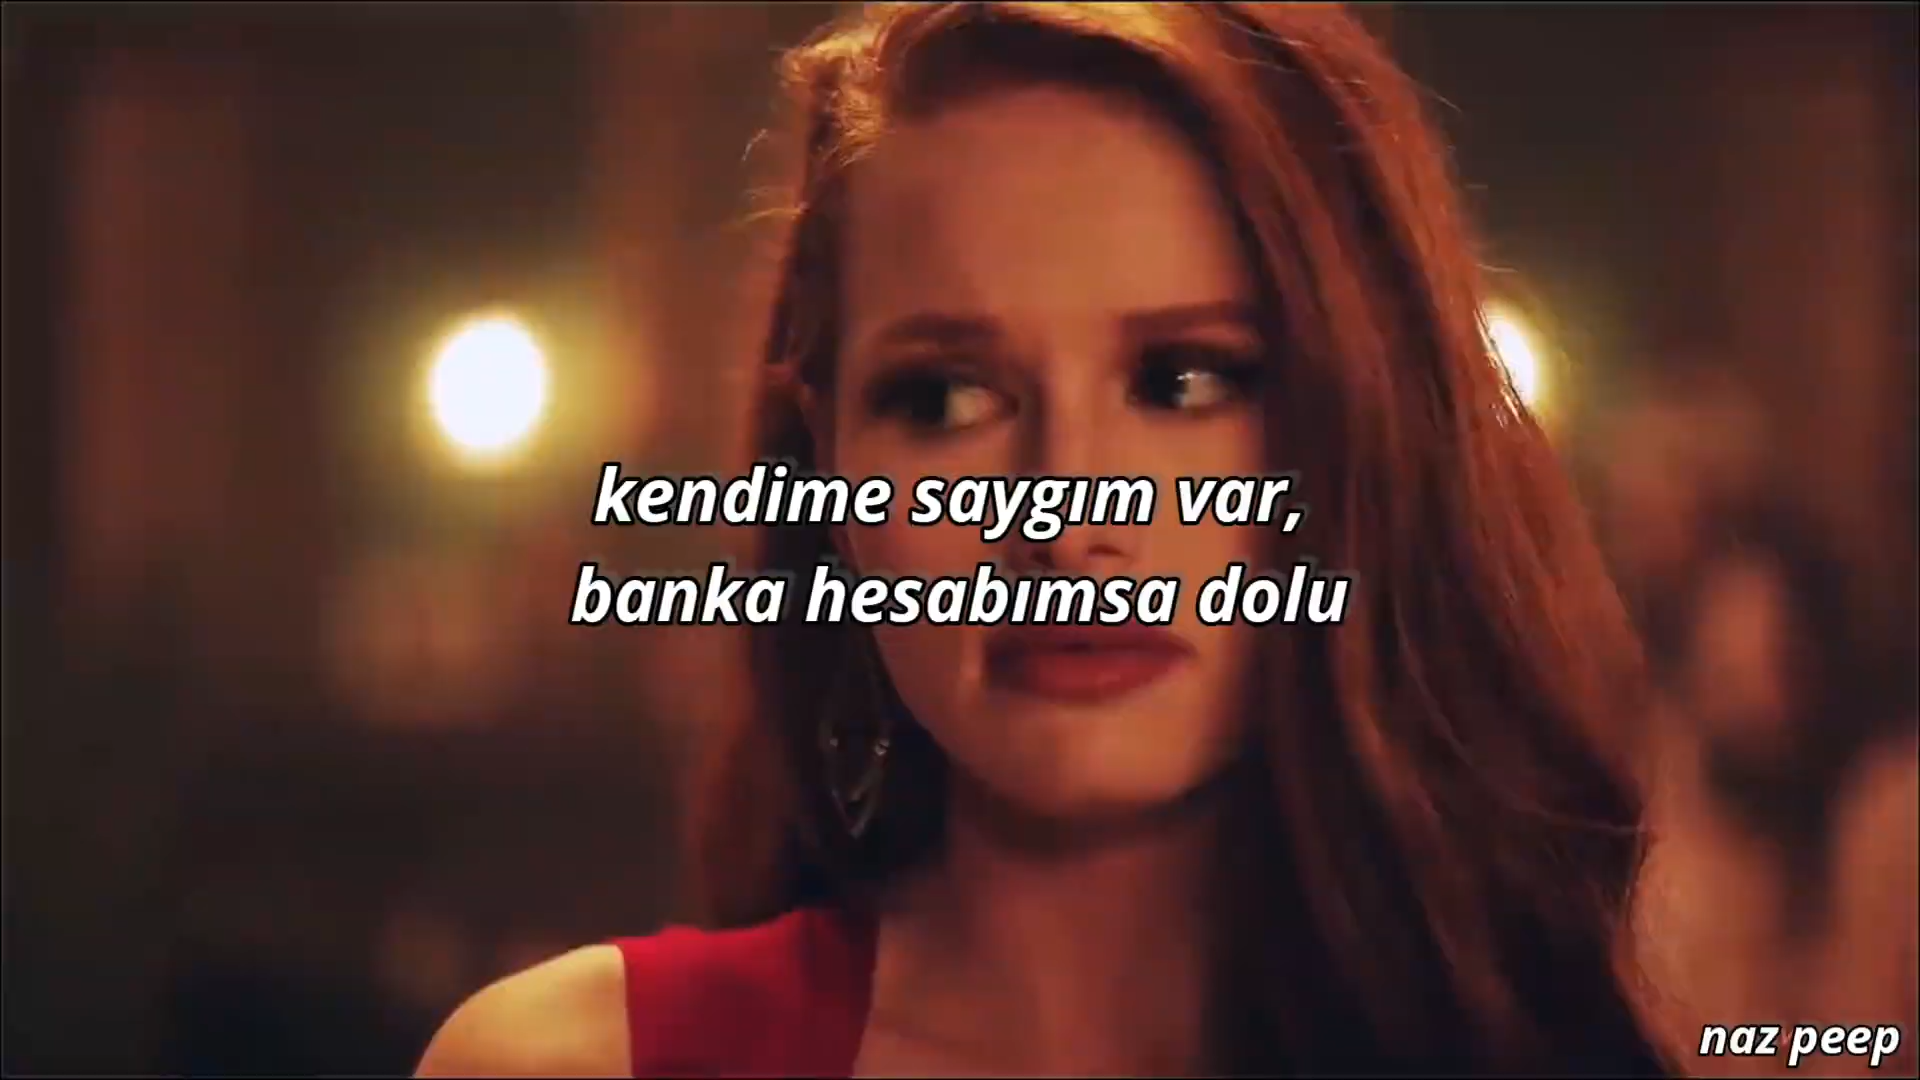 kendime saygım var,
banka hesabımsa dolu
naz peep